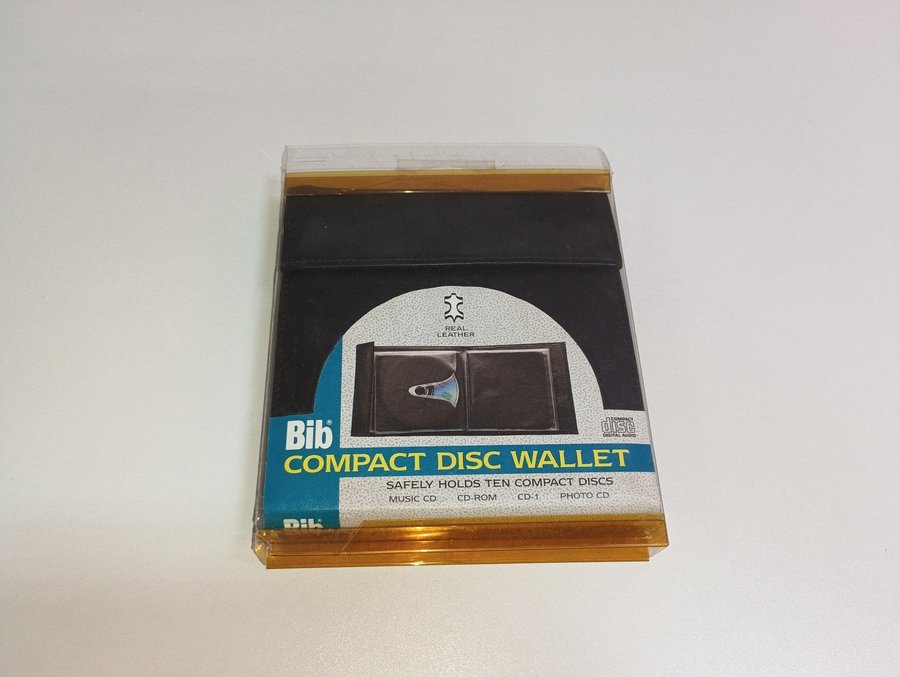 REAL
LEATHER
Bib®
COMPACT
disc
DIGITAL AUDIO
COMPACT DISC WALLET
SAFELY HOLDS TEN COMPACT DISCS
MUSIC CD CD-ROM CD-1 PHOTO CD
Bib